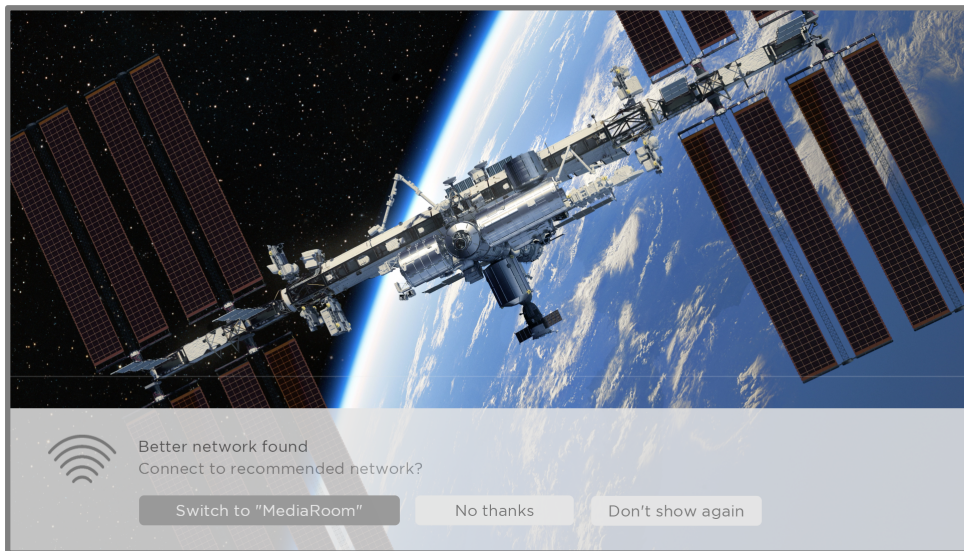 Better network found
Connect to recommended network?
Switch to "MediaRoom"
No thanks
Don't show again